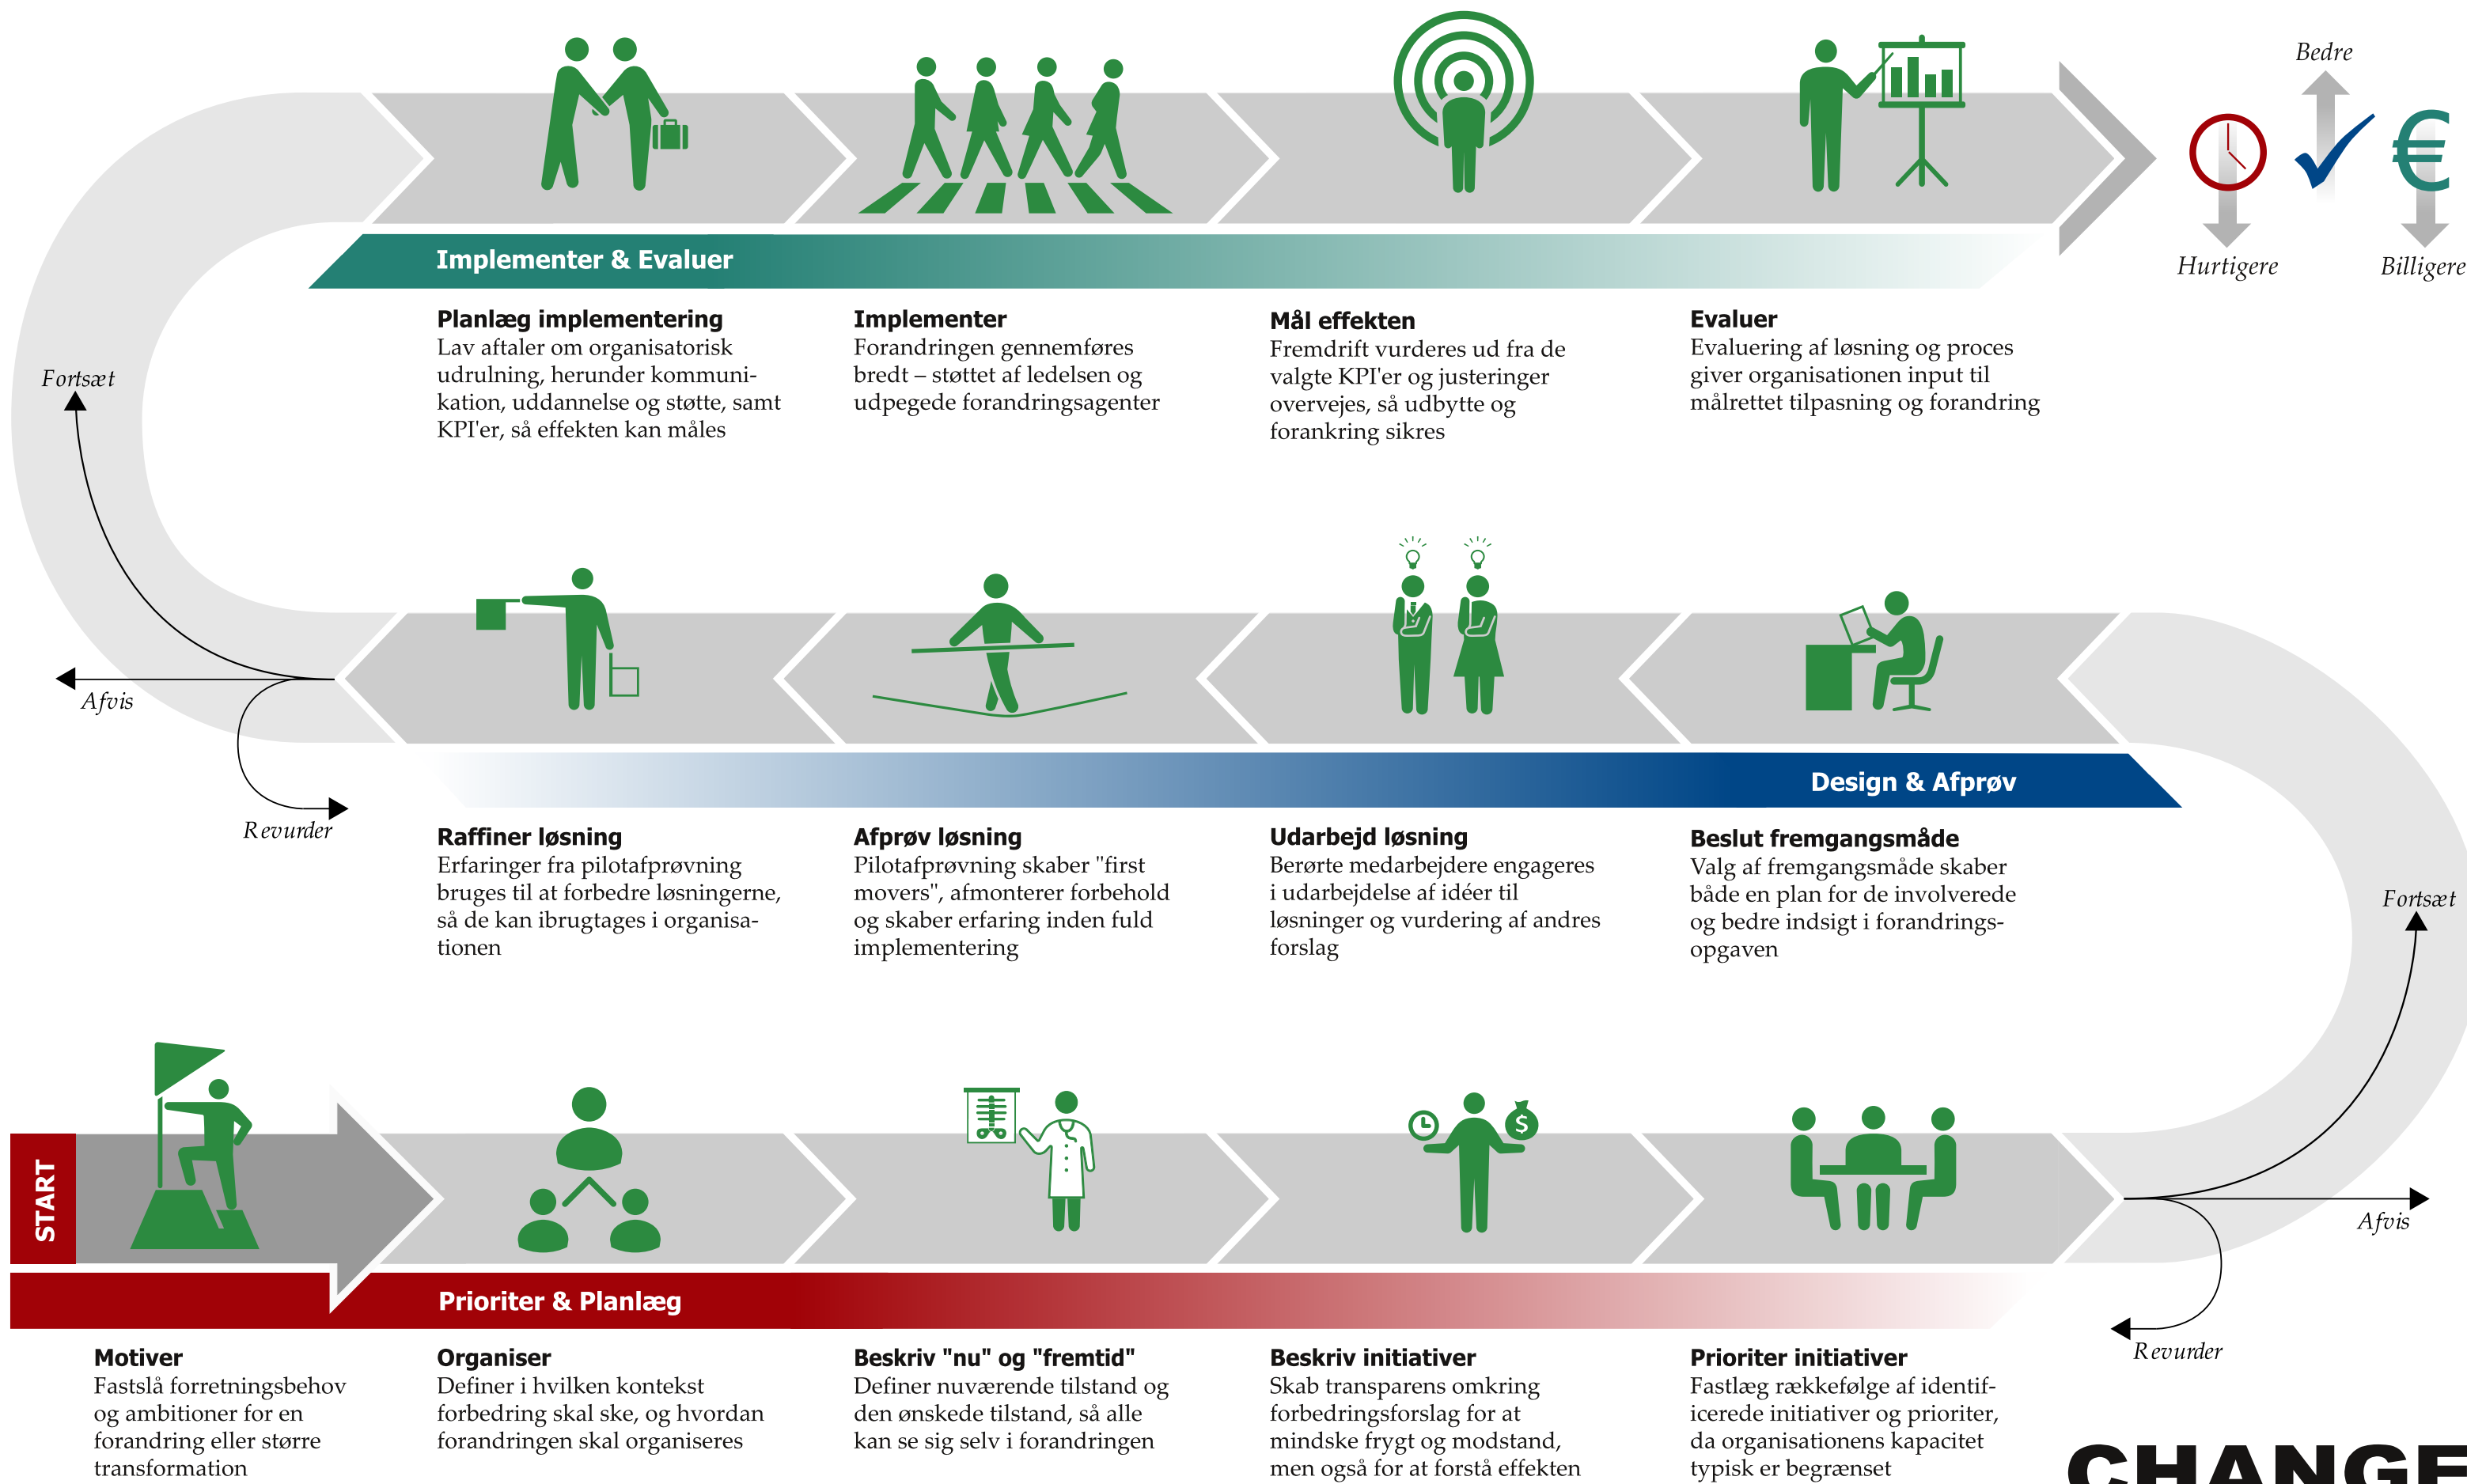 Bedre
Hurtigere
Billigere
Implementer & Evaluer
Planlæg implementering
Lav aftaler om organisatorisk
udrulning, herunder kommuni-
kation, uddannelse og støtte, samt
KPI'er, så effekten kan måles
Implementer
Forandringen gennemføres
bredt – støttet af ledelsen og
udpegede forandringsagenter
Mål effekten
Fremdrift vurderes ud fra de
valgte KPI'er og justeringer
overvejes, så udbytte og
forankring sikres
Evaluer
Evaluering af løsning og proces
giver organisationen input til
målrettet tilpasning og forandring
Fortsæt
Afvis
Revurder
Design & Afprøv
Raffiner løsning
Erfaringer fra pilotafprøvning
bruges til at forbedre løsningerne,
så de kan ibrugtages i organisa-
tionen
Afprøv løsning
Pilotafprøvning skaber "first
movers", afmonterer forbehold
og skaber erfaring inden fuld
implementering
Udarbejd løsning
Berørte medarbejdere engageres
i udarbejdelse af idéer til
løsninger og vurdering af andres
forslag
Beslut fremgangsmåde
Valg af fremgangsmåde skaber
både en plan for de involverede
og bedre indsigt i forandrings-
opgaven
Fortsæt
Afvis
Revurder
START
Prioriter & Planlæg
Motiver
Fastslå forretningsbehov
og ambitioner for en
forandring eller større
transformation
Organiser
Definer i hvilken kontekst
forbedring skal ske, og hvordan
forandringen skal organiseres
Beskriv "nu" og "fremtid"
Definer nuværende tilstand og
den ønskede tilstand, så alle
kan se sig selv i forandringen
Beskriv initiativer
Skab transparens omkring
forbedringsforslag for at
mindske frygt og modstand,
men også for at forstå effekten
Prioriter initiativer
Fastlæg rækkefølge af identif-
icerede initiativer og prioriter,
da organisationens kapacitet
typisk er begrænset
CHANGE